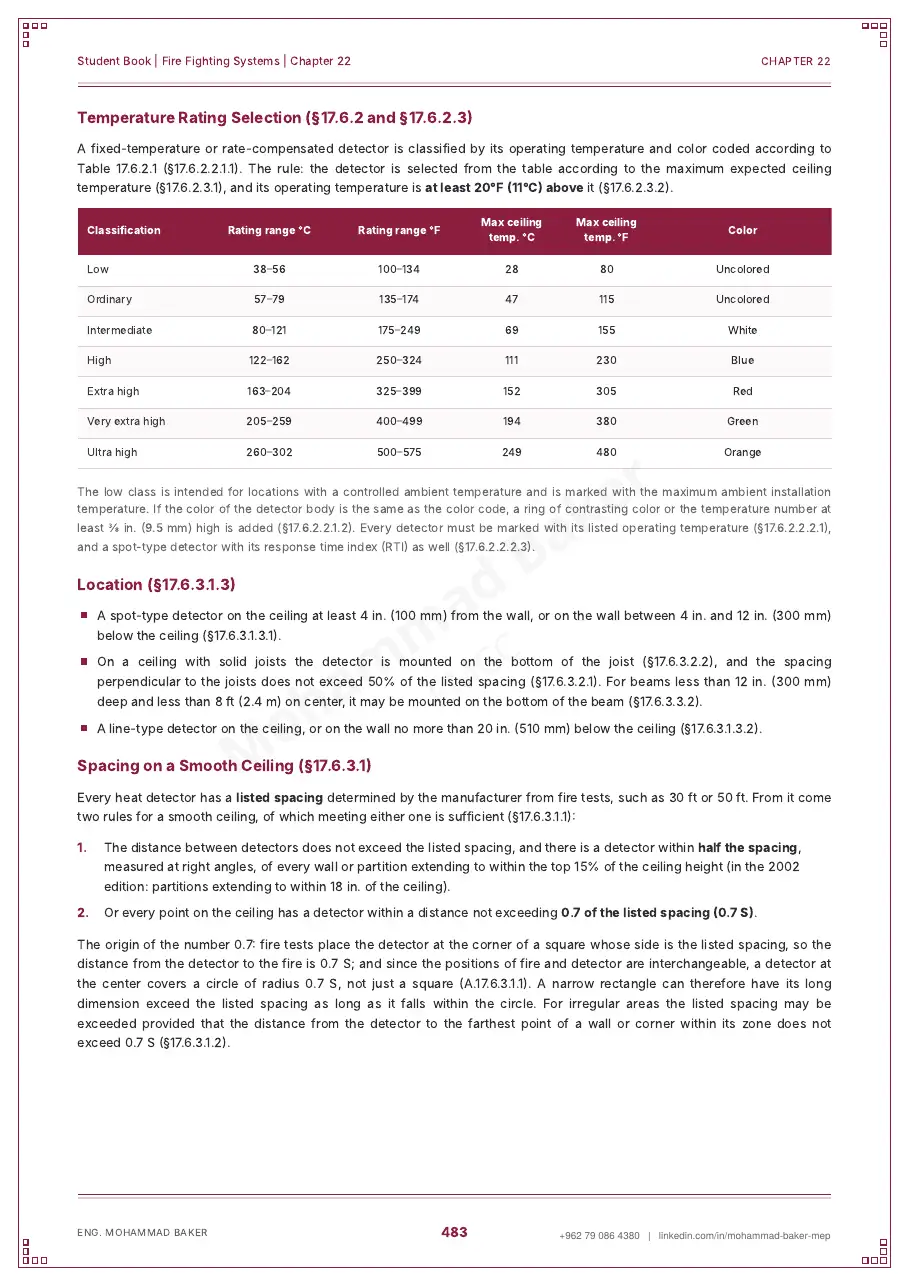 Student Book | Fire Fighting Systems | Chapter 22
CHAPTER 22
Temperature Rating Selection (§17.6.2 and §17.6.2.3)
A fixed-temperature or rate-compensated detector is classified by its operating temperature and color coded according to
Table 17.6.2.1 (§17.6.2.2.1.1). The rule: the detector is selected from the table according to the maximum expected ceiling
temperature (§17.6.2.3.1), and its operating temperature is at least 20°F (11°C) above it (§17.6.2.3.2).
Classification Rating range °C Rating range °F Max ceiling temp. °C Max ceiling temp. °F Color
Low 38–56 100–134 28 80 Uncolored
Ordinary 57–79 135–174 47 115 Uncolored
Intermediate 80–121 175–249 69 155 White
High 122–162 250–324 111 230 Blue
Extra high 163–204 325–399 152 305 Red
Very extra high 205–259 400–499 194 380 Green
Ultra high 260–302 500–575 249 480 Orange
The low class is intended for locations with a controlled ambient temperature and is marked with the maximum ambient installation
temperature. If the color of the detector body is the same as the color code, a ring of contrasting color or the temperature number at
least ⅜ in. (9.5 mm) high is added (§17.6.2.2.1.2). Every detector must be marked with its listed operating temperature (§17.6.2.2.2.1),
and a spot-type detector with its response time index (RTI) as well (§17.6.2.2.2.3).
Location (§17.6.3.1.3)
A spot-type detector on the ceiling at least 4 in. (100 mm) from the wall, or on the wall between 4 in. and 12 in. (300 mm)
below the ceiling (§17.6.3.1.3.1).
On a ceiling with solid joists the detector is mounted on the bottom of the joist (§17.6.3.2.2), and the spacing
perpendicular to the joists does not exceed 50% of the listed spacing (§17.6.3.2.1). For beams less than 12 in. (300 mm)
deep and less than 8 ft (2.4 m) on center, it may be mounted on the bottom of the beam (§17.6.3.3.2).
A line-type detector on the ceiling, or on the wall no more than 20 in. (510 mm) below the ceiling (§17.6.3.1.3.2).
Spacing on a Smooth Ceiling (§17.6.3.1)
Every heat detector has a listed spacing determined by the manufacturer from fire tests, such as 30 ft or 50 ft. From it come
two rules for a smooth ceiling, of which meeting either one is sufficient (§17.6.3.1.1):
1. The distance between detectors does not exceed the listed spacing, and there is a detector within half the spacing,
measured at right angles, of every wall or partition extending to within the top 15% of the ceiling height (in the 2002
edition: partitions extending to within 18 in. of the ceiling).
2. Or every point on the ceiling has a detector within a distance not exceeding 0.7 of the listed spacing (0.7 S).
The origin of the number 0.7: fire tests place the detector at the corner of a square whose side is the listed spacing, so the
distance from the detector to the fire is 0.7 S; and since the positions of fire and detector are interchangeable, a detector at
the center covers a circle of radius 0.7 S, not just a square (A.17.6.3.1.1). A narrow rectangle can therefore have its long
dimension exceed the listed spacing as long as it falls within the circle. For irregular areas the listed spacing may be
exceeded provided that the distance from the detector to the farthest point of a wall or corner within its zone does not
exceed 0.7 S (§17.6.3.1.2).
ENG. MOHAMMAD BAKER
483
+962 79 086 4380 | linkedin.com/in/mohammad-baker-mep
Mohammad Baker